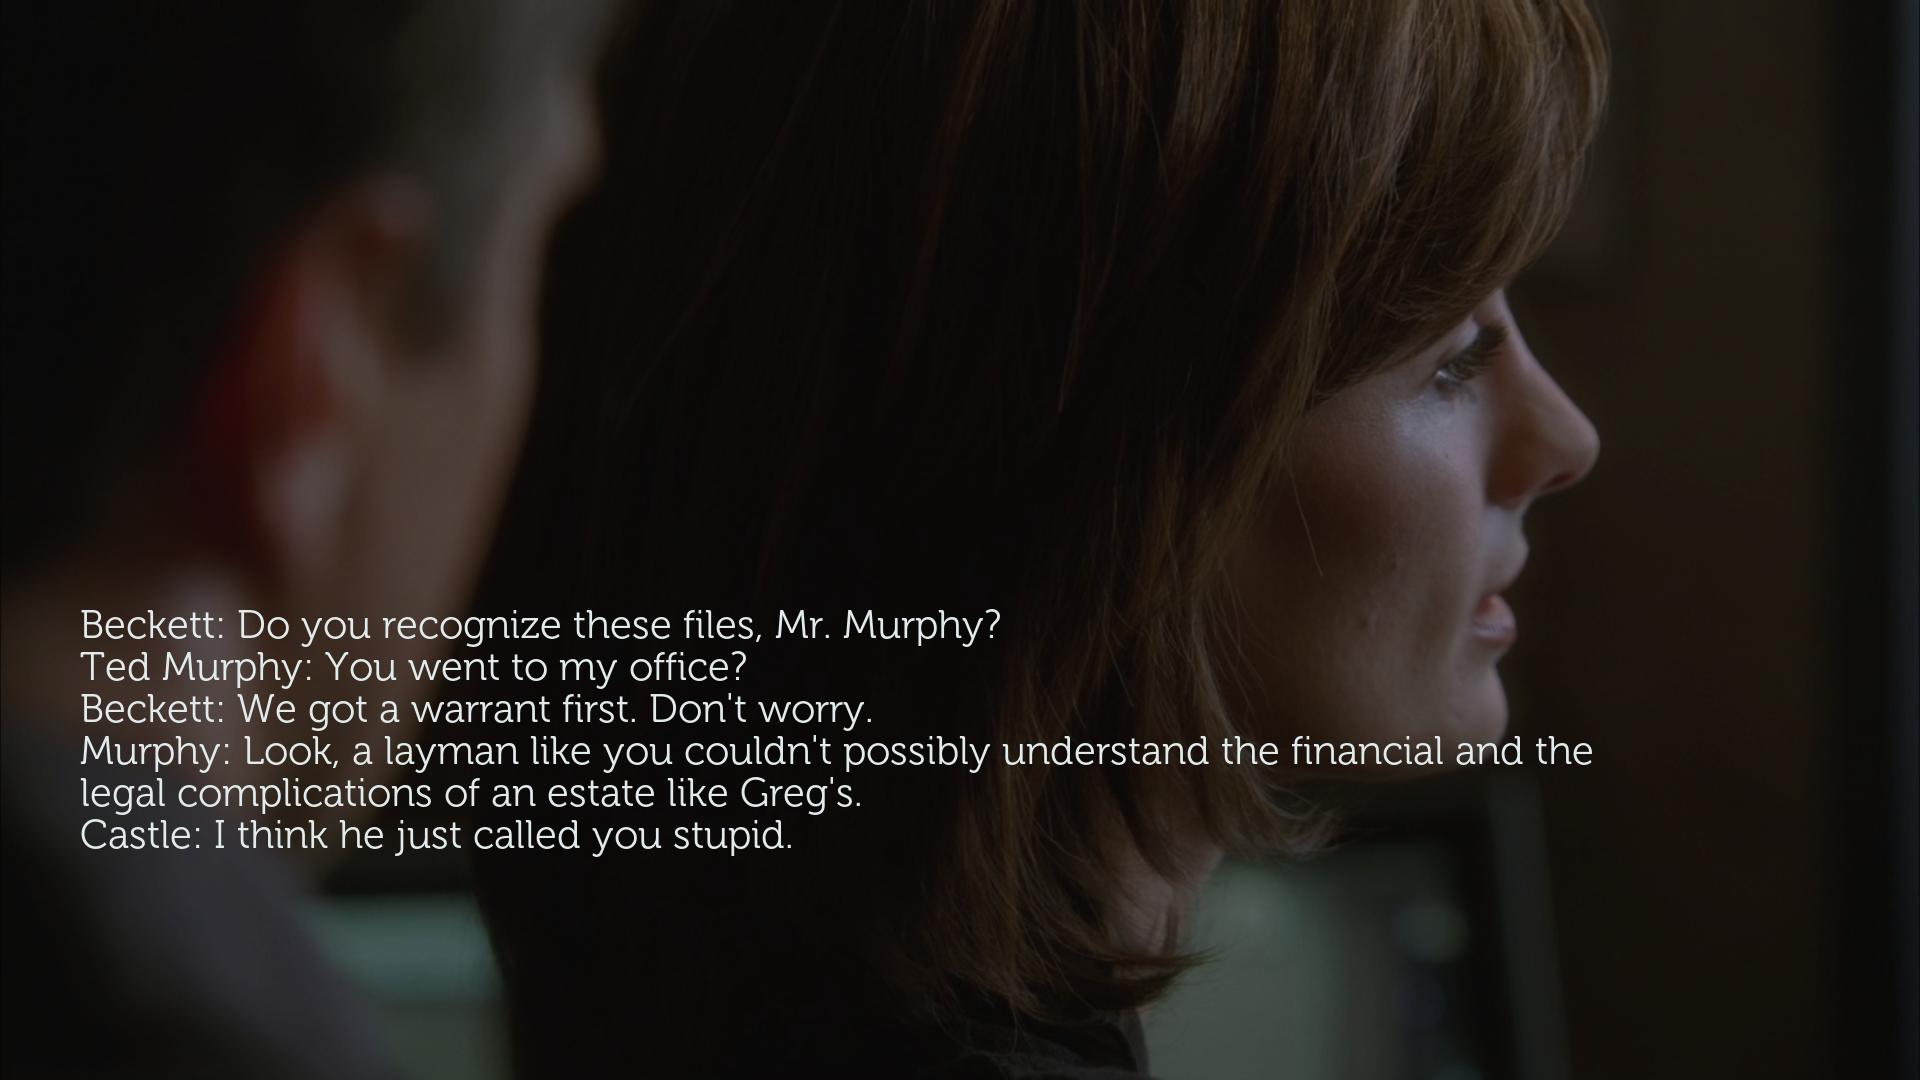 Beckett: Do you recognize these files, Mr. Murphy?
Ted Murphy: You went to my office?
Beckett: We got a warrant first. Don't worry.
Murphy: Look, a layman like you couldn't possibly understand the financial and the
legal complications of an estate like Greg's.
Castle: I think he just called you stupid.